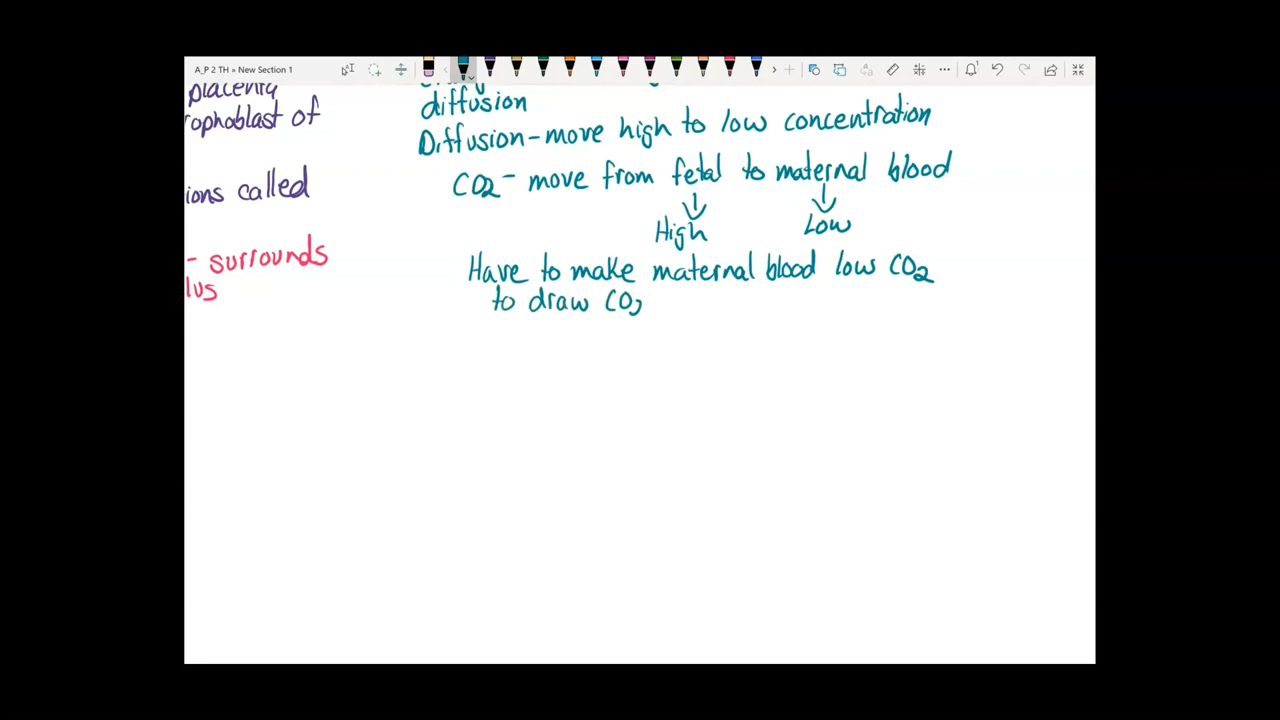 A_P 2 TH » New Section 1
placenta
rophoblast of
ions called
- surrounds
lus
diffusion
Diffusion - move high to low concentration
CO2 - move from fetal to maternal blood
High Low
Have to make maternal blood low CO2
to draw CO2